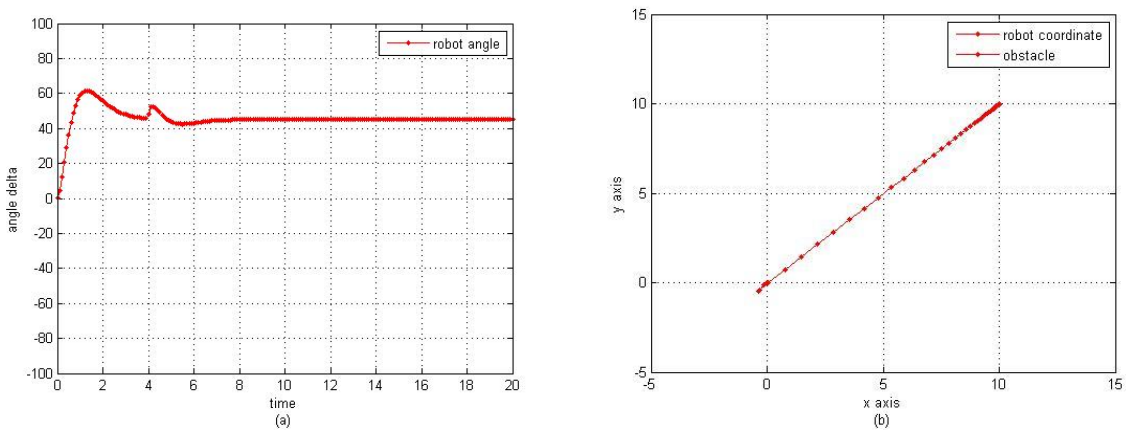 100
80
60
40
20
0
-20
-40
-60
-80
-100
angle delta
robot angle
0 2 4 6 8 10 12 14 16 18 20
time
(a)
15
10
5
0
-5
y axis
robot coordinate
obstacle
-5 0 5 10 15
x axis
(b)